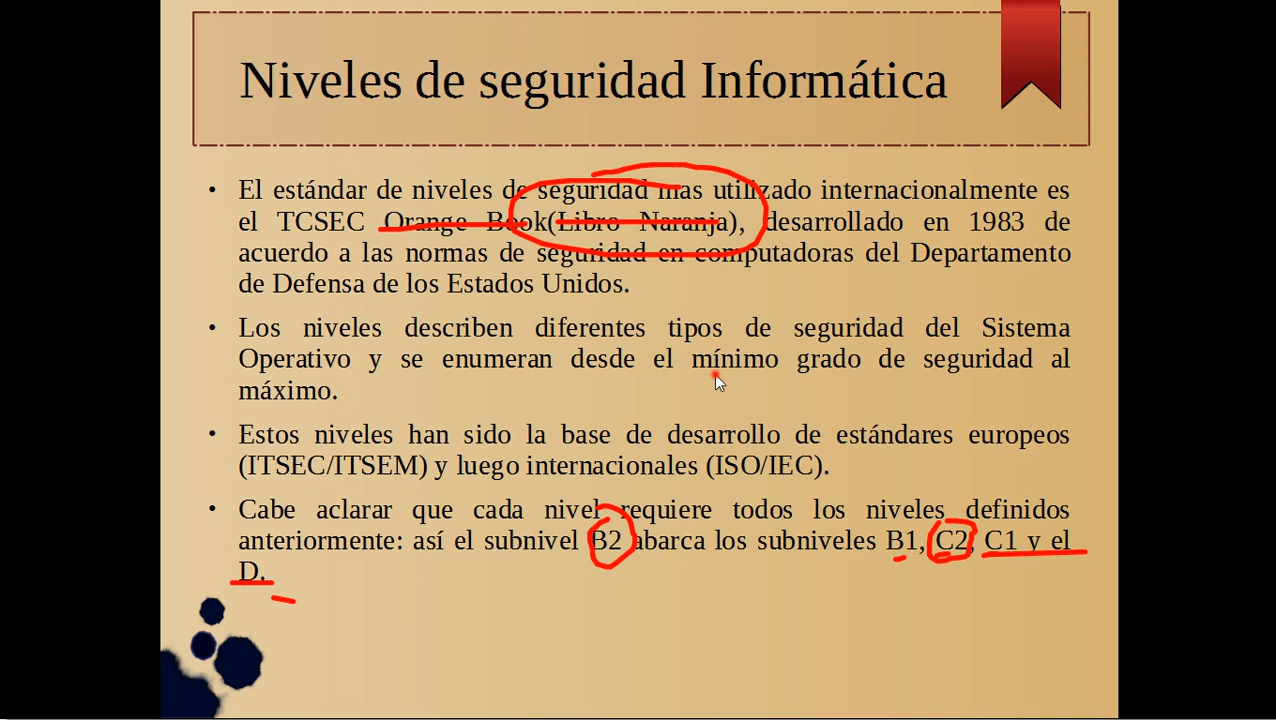 Niveles de seguridad Informática
• El estándar de niveles de seguridad mas utilizado internacionalmente es
el TCSEC Orange Book(Libro Naranja), desarrollado en 1983 de
acuerdo a las normas de seguridad en computadoras del Departamento
de Defensa de los Estados Unidos.
• Los niveles describen diferentes tipos de seguridad del Sistema
Operativo y se enumeran desde el mínimo grado de seguridad al
máximo.
• Estos niveles han sido la base de desarrollo de estándares europeos
(ITSEC/ITSEM) y luego internacionales (ISO/IEC).
• Cabe aclarar que cada nivel requiere todos los niveles definidos
anteriormente: así el subnivel B2 abarca los subniveles B1, C2, C1 y el
D.